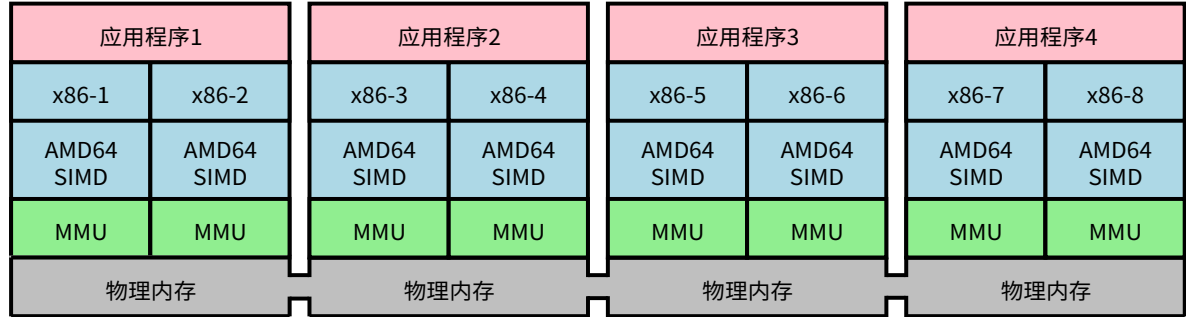 应用程序1 应用程序2 应用程序3 应用程序4
x86-1 x86-2 x86-3 x86-4 x86-5 x86-6 x86-7 x86-8
AMD64 AMD64 AMD64 AMD64 AMD64 AMD64 AMD64 AMD64
SIMD SIMD SIMD SIMD SIMD SIMD SIMD SIMD
MMU MMU MMU MMU MMU MMU MMU MMU
物理内存 物理内存 物理内存 物理内存